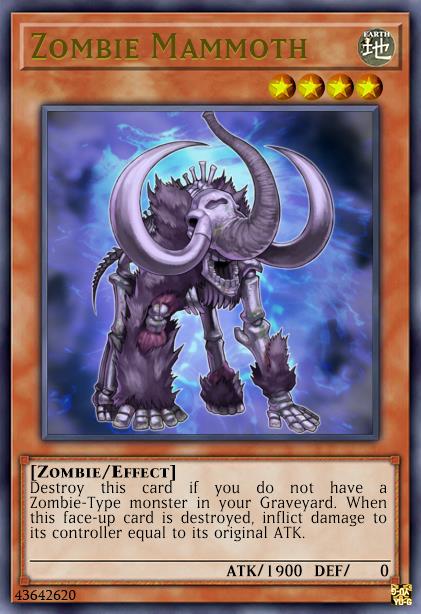 Zombie Mammoth
EARTH
地
[Zombie/Effect]
Destroy this card if you do not have a
Zombie-Type monster in your Graveyard. When
this face-up card is destroyed, inflict damage to
its controller equal to its original ATK.
ATK/1900 DEF/ 0
43642620